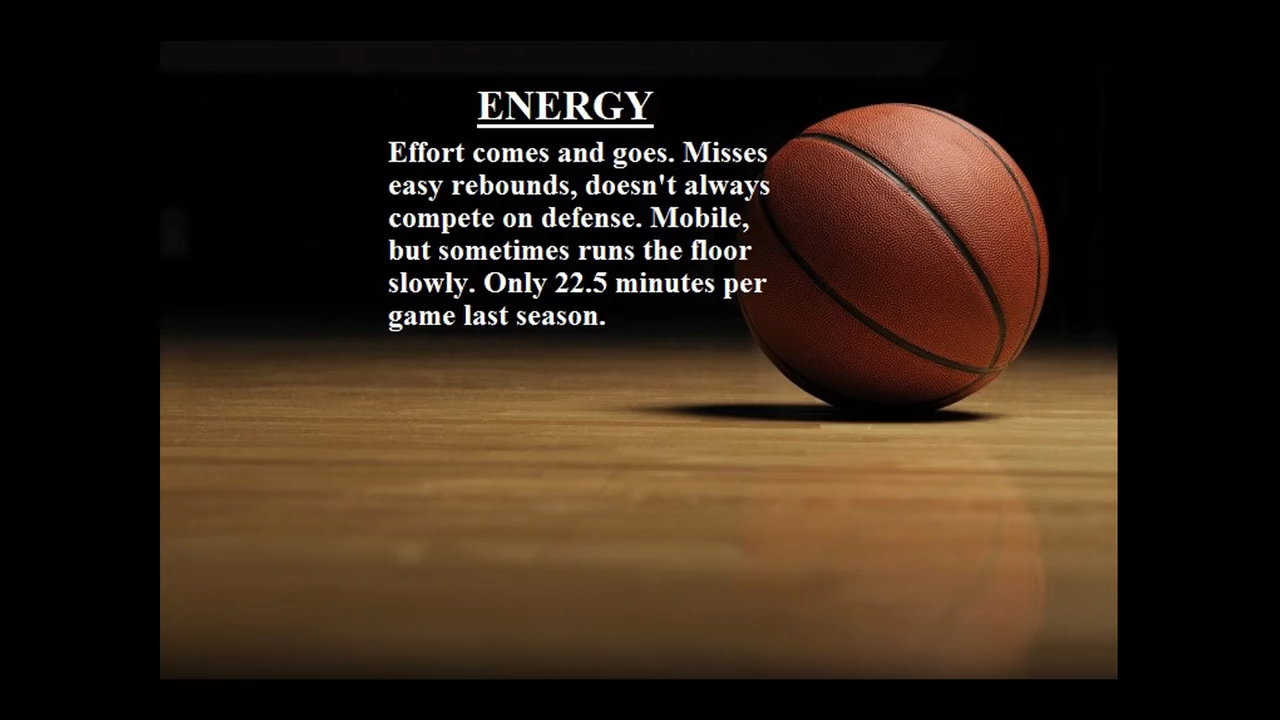 ENERGY
Effort comes and goes. Misses
easy rebounds, doesn't always
compete on defense. Mobile,
but sometimes runs the floor
slowly. Only 22.5 minutes per
game last season.